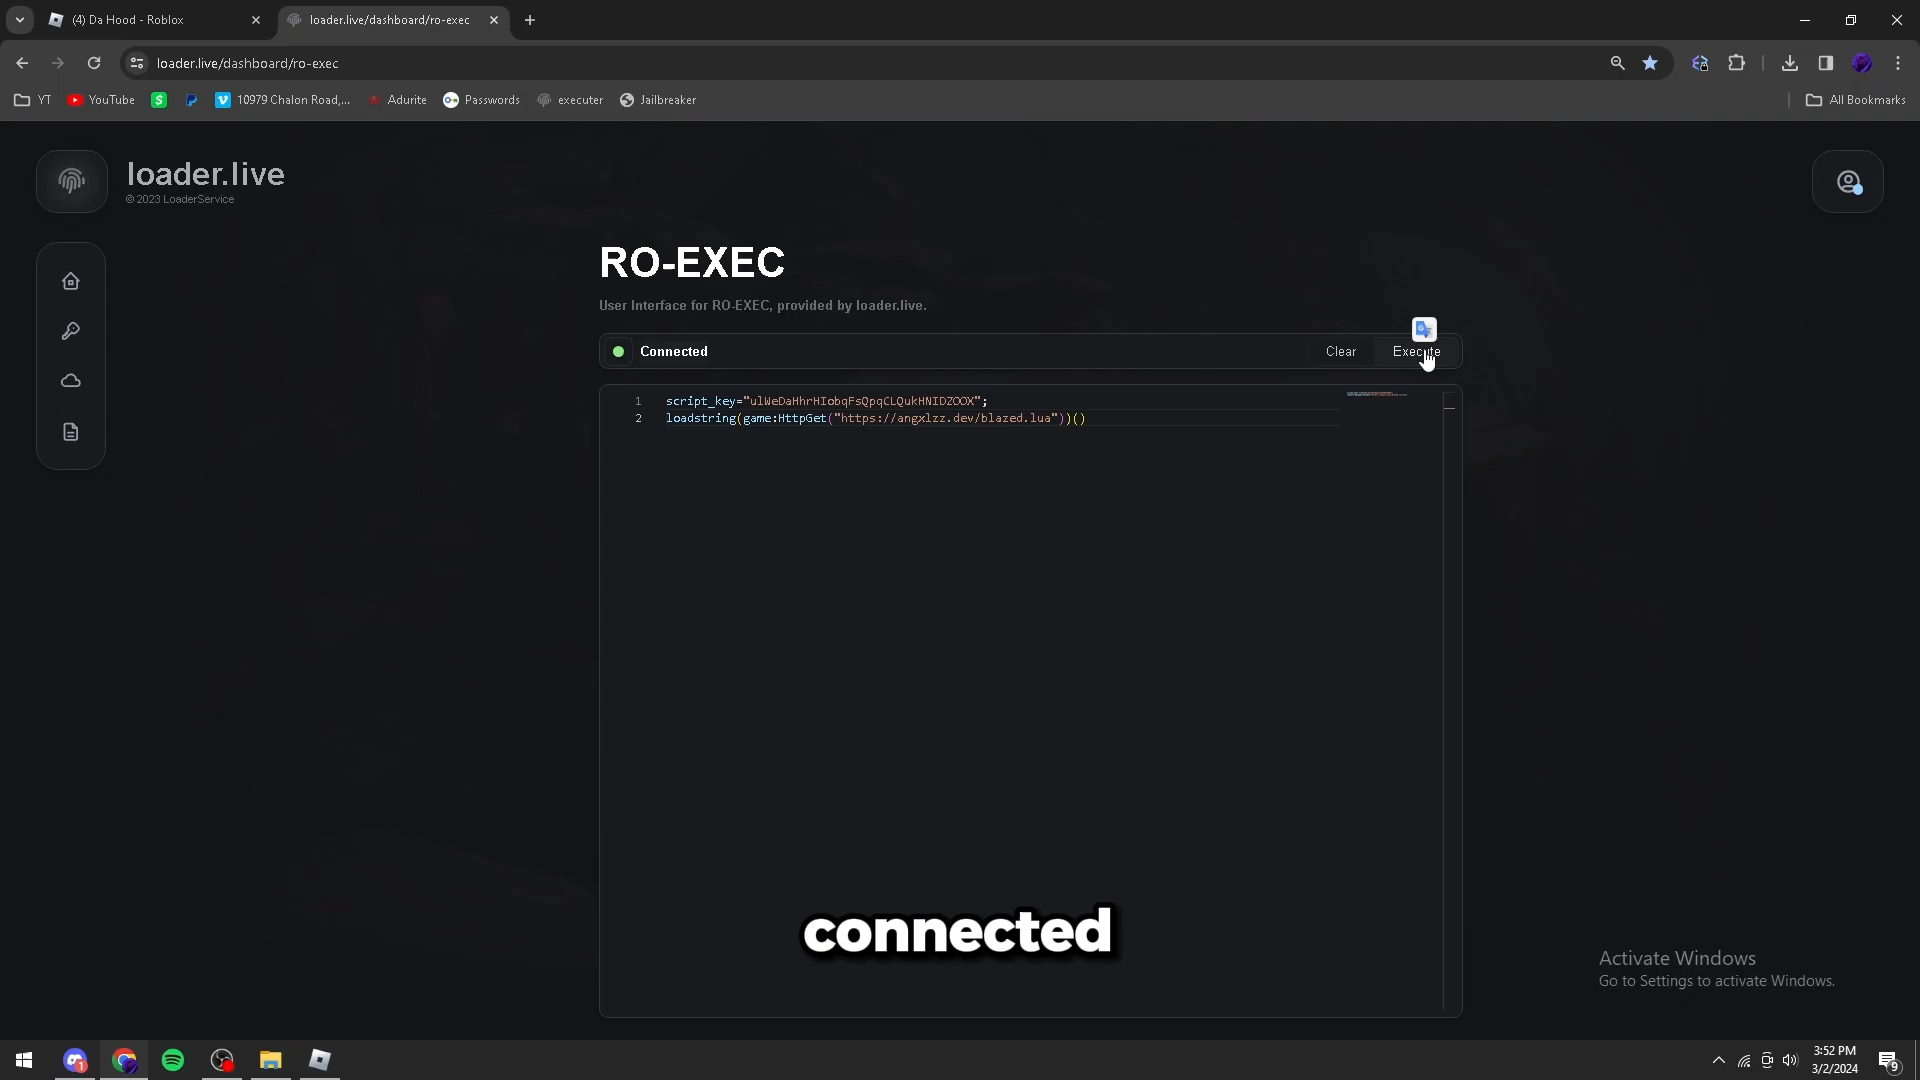 (4) Da Hood - Roblox
loader.live/dashboard/ro-exec
loader.live/dashboard/ro-exec
YT
YouTube
10979 Chalon Road,...
Adurite
Passwords
executer
Jailbreaker
All Bookmarks
loader.live
© 2023 LoaderService
RO-EXEC
User Interface for RO-EXEC, provided by loader.live.
Connected
Clear
Execute
1 script_key="ulWeDaHhrHIobqFsQpqCLQukHNIDZOOX";
2 loadstring(game:HttpGet("https://angxlzz.dev/blazed.lua"))()
connected
Activate Windows
Go to Settings to activate Windows.
3:52 PM
3/2/2024
1
9